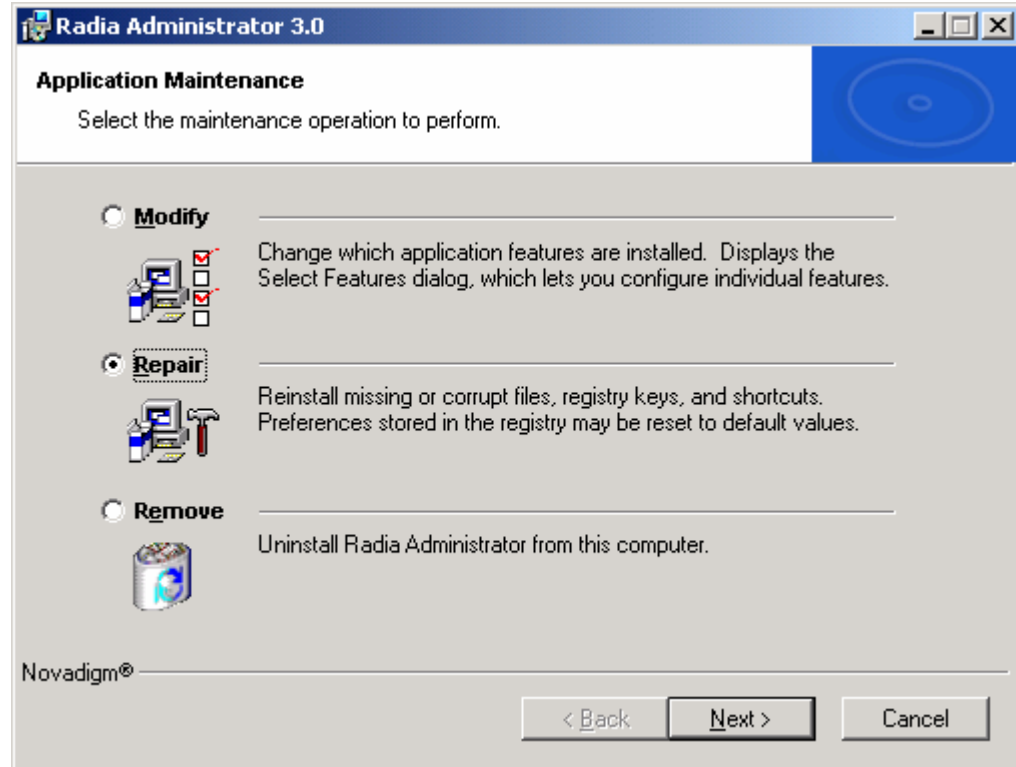 Radia Administrator 3.0
Application Maintenance
Select the maintenance operation to perform.
Modify
Change which application features are installed. Displays the
Select Features dialog, which lets you configure individual features.
Repair
Reinstall missing or corrupt files, registry keys, and shortcuts.
Preferences stored in the registry may be reset to default values.
Remove
Uninstall Radia Administrator from this computer.
Novadigm®
< Back
Next >
Cancel